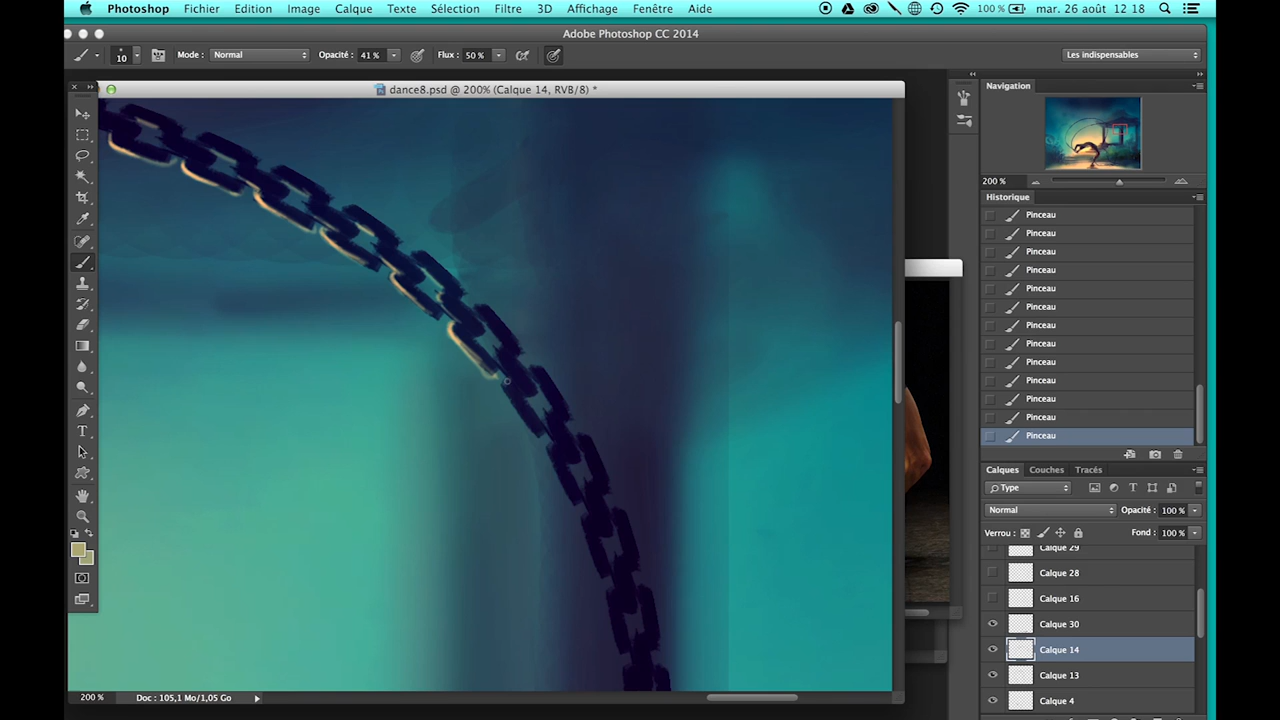 Photoshop Fichier Edition Image Calque Texte Sélection Filtre 3D Affichage Fenêtre Aide 100 % mar. 26 août 12 18
Adobe Photoshop CC 2014
10 Mode : Normal Opacité : 41 % Flux : 50 % Les indispensables
dance8.psd @ 200% (Calque 14, RVB/8) *
Navigation
200 %
Historique
Pinceau
Pinceau
Pinceau
Pinceau
Pinceau
Pinceau
Pinceau
Pinceau
Pinceau
Pinceau
Pinceau
Pinceau
Pinceau
Calques Couches Tracés
Type
Normal Opacité : 100 %
Verrou : Fond : 100 %
Calque 29
Calque 28
Calque 16
Calque 30
Calque 14
Calque 13
Calque 4
200 % Doc : 105,1 Mo/1,05 Go